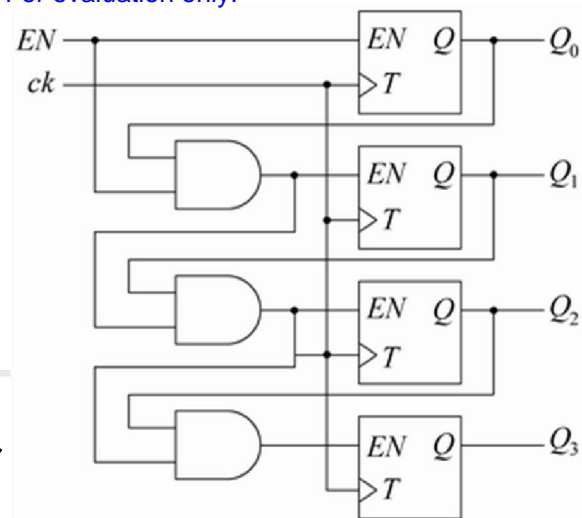 For evaluation only.
EN EN Q Q0
ck T
EN Q Q1
T
EN Q Q2
T
EN Q Q3
T